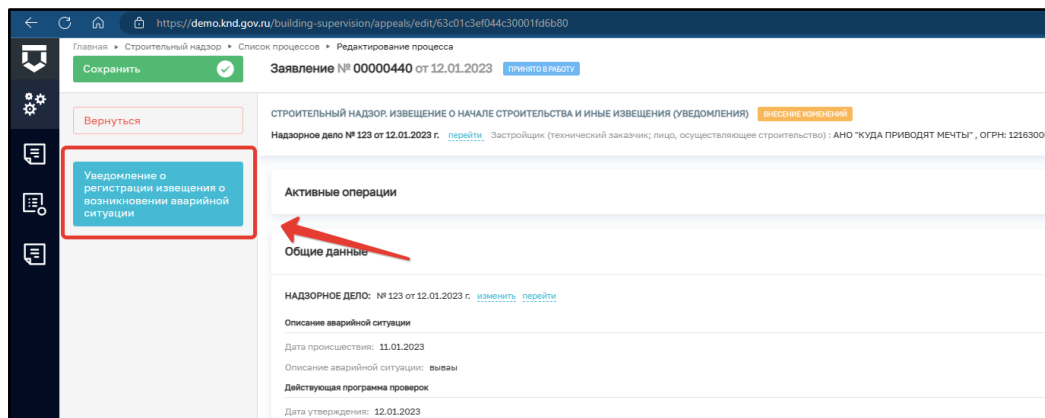 https://demo.knd.gov.ru/building-supervision/appeals/edit/63c01c3ef044c30001fd6b80
Главная ▸ Строительный надзор ▸ Список процессов ▸ Редактирование процесса
Сохранить
Заявление № 00000440 от 12.01.2023 ПРИНЯТО В РАБОТУ
Вернуться
СТРОИТЕЛЬНЫЙ НАДЗОР. ИЗВЕЩЕНИЕ О НАЧАЛЕ СТРОИТЕЛЬСТВА И ИНЫЕ ИЗВЕЩЕНИЯ (УВЕДОМЛЕНИЯ) ВНЕСЕНИЕ ИЗМЕНЕНИЙ
Надзорное дело № 123 от 12.01.2023 г. перейти Застройщик (технический заказчик; лицо, осуществляющее строительство) : АНО "КУДА ПРИВОДЯТ МЕЧТЫ" , ОГРН: 12163000
Уведомление о
регистрации извещения о
возникновении аварийной
ситуации
Активные операции
Общие данные
НАДЗОРНОЕ ДЕЛО: № 123 от 12.01.2023 г. изменить перейти
Описание аварийной ситуации
Дата происшествия: 11.01.2023
Описание аварийной ситуации: вываы
Действующая программа проверок
Дата утверждения: 12.01.2023